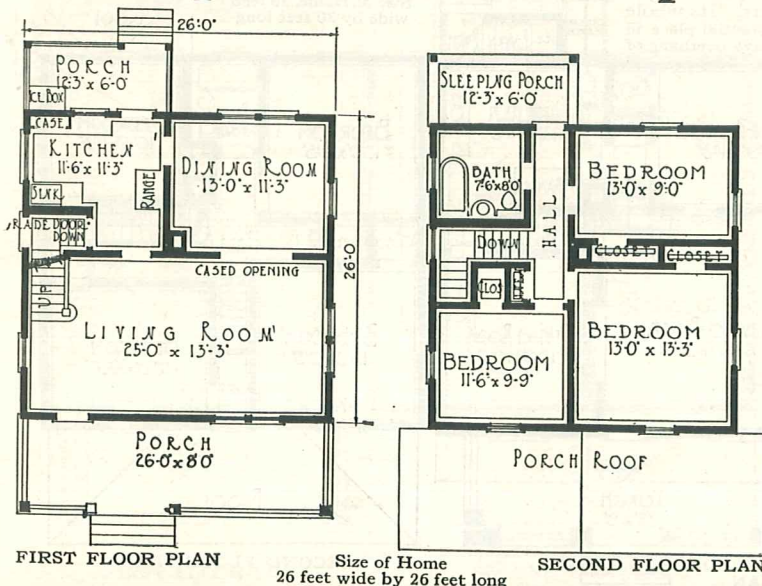 26'-0"
PORCH
12'-3" x 6'-0"
ICE BOX
CASE
KITCHEN
11'-6" x 11'-3"
SINK
RANGE
DINING ROOM
13'-0" x 11'-3"
GRADE DOOR
DOWN
CASED OPENING
UP
LIVING ROOM
25'-0" x 13'-3"
26'-0"
PORCH
26'-0" x 8'-0"
FIRST FLOOR PLAN
SLEEPING PORCH
12'-3" x 6'-0"
BATH
7'-6" x 8'-0"
HALL
BEDROOM
13'-0" x 9'-0"
DOWN
CLOSET
CLOSET
CLOS
BEDROOM
11'-6" x 9'-9"
BEDROOM
13'-0" x 13'-3"
PORCH ROOF
SECOND FLOOR PLAN
Size of Home
26 feet wide by 26 feet long